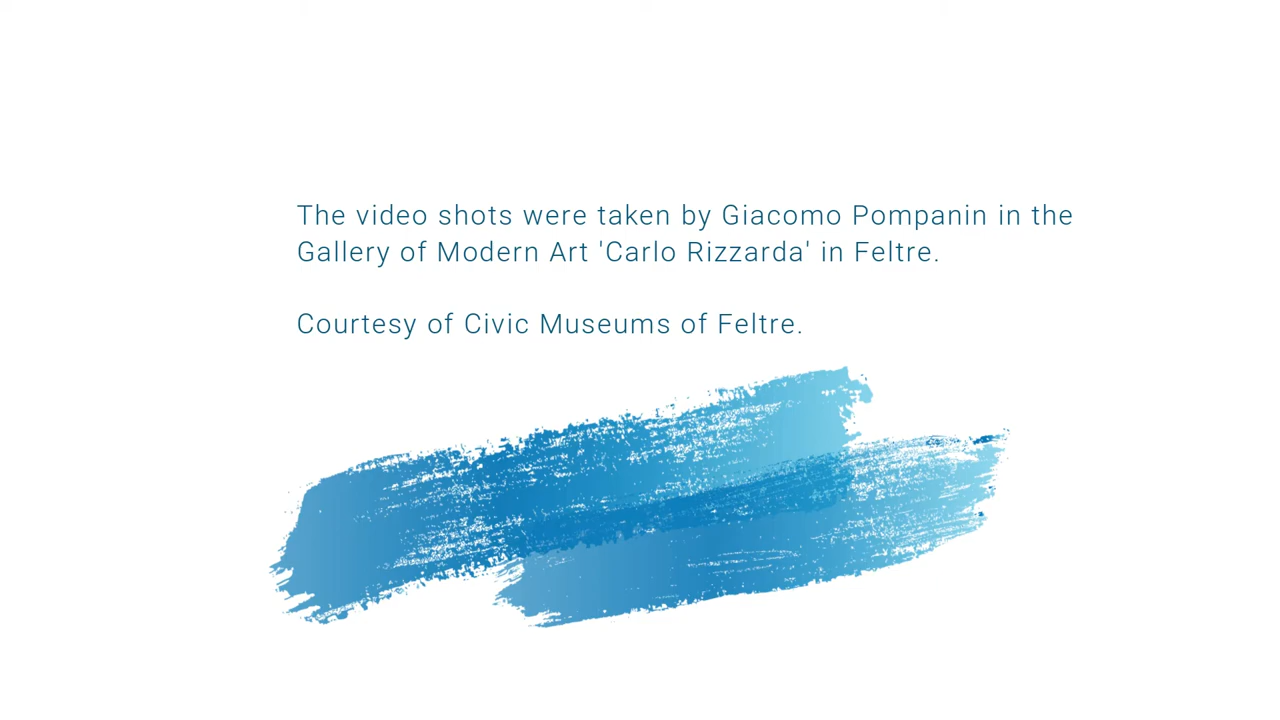 The video shots were taken by Giacomo Pompanin in the
Gallery of Modern Art 'Carlo Rizzarda' in Feltre.
Courtesy of Civic Museums of Feltre.